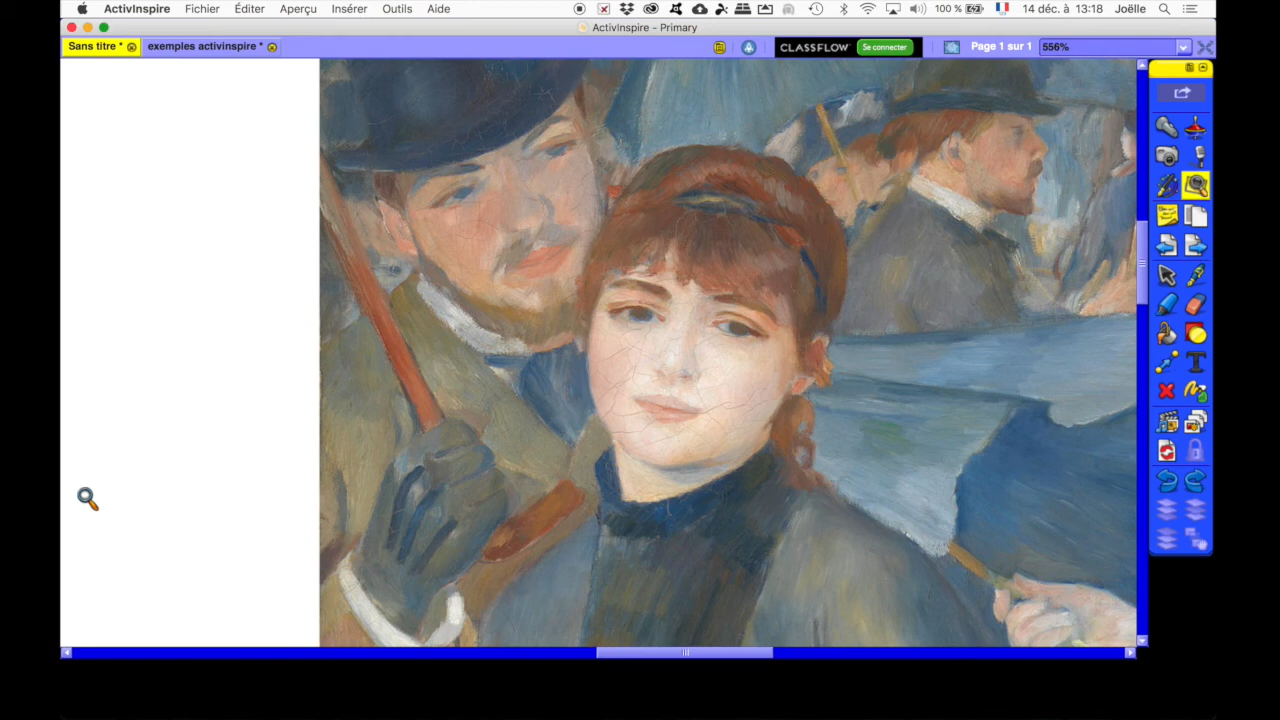 ActivInspire Fichier Éditer Aperçu Insérer Outils Aide 100 % 14 déc. à 13:18 Joëlle
ActivInspire - Primary
Sans titre * exemples activinspire * CLASSFLOW Se connecter Page 1 sur 1 556%